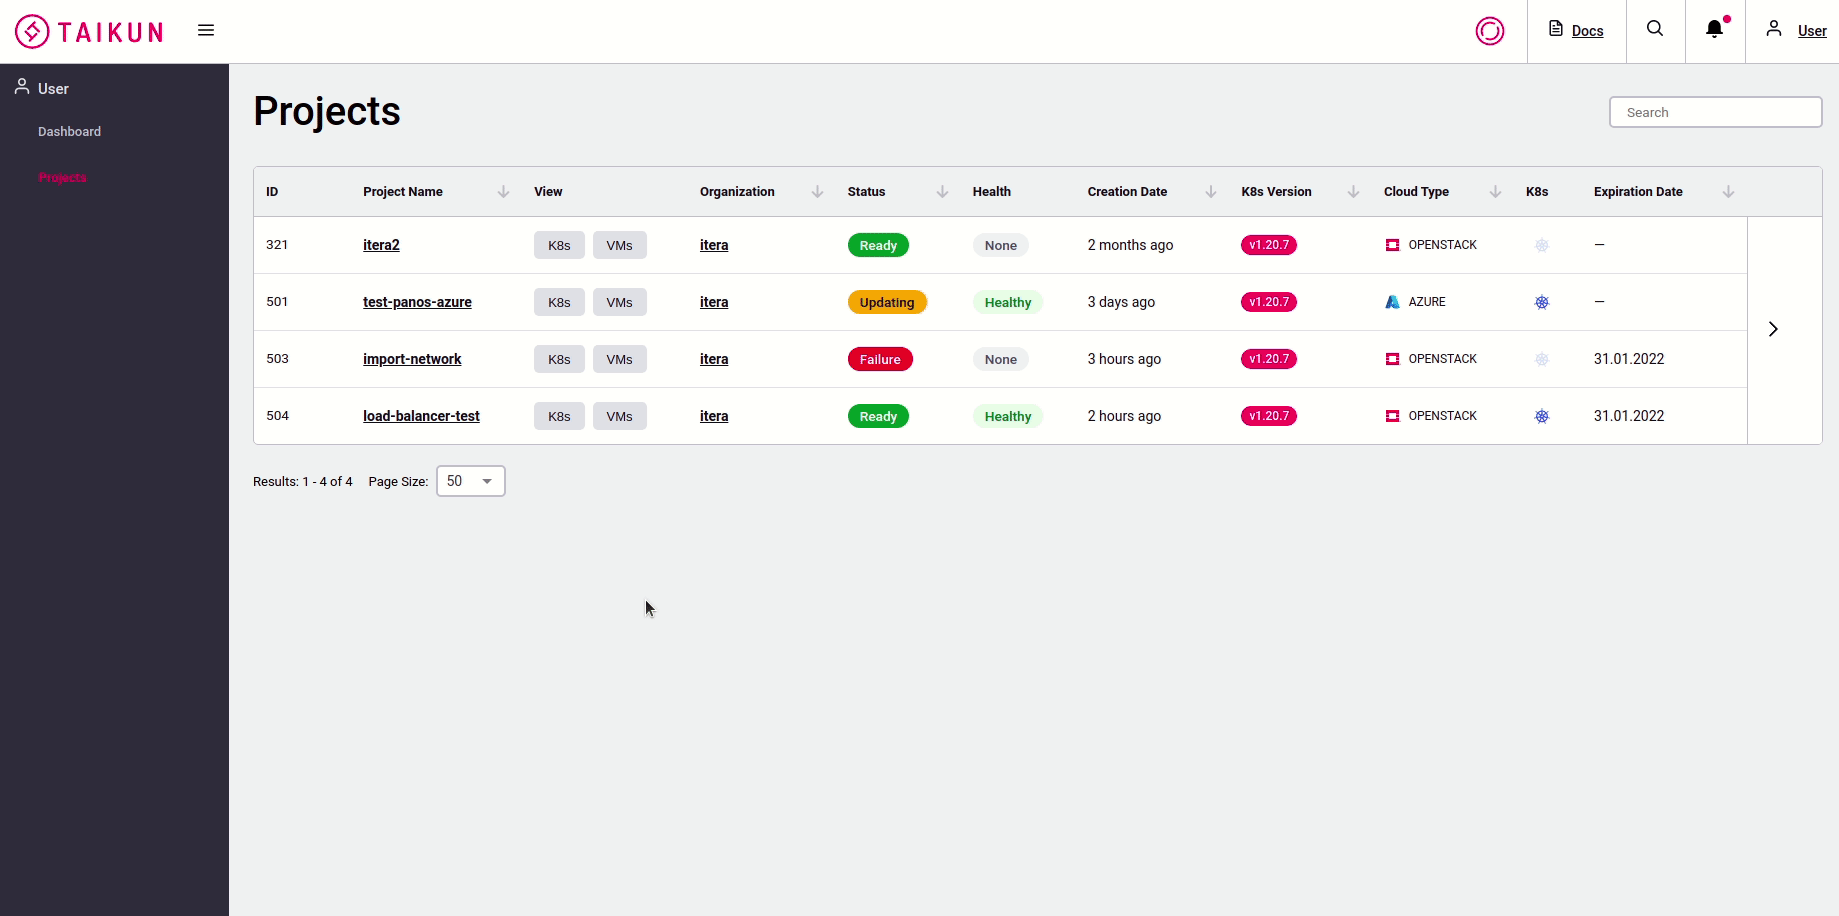 TAIKUN Docs User
User
Dashboard
Projects
Projects
Search
ID Project Name View Organization Status Health Creation Date K8s Version Cloud Type K8s Expiration Date
321 itera2 K8s VMs itera Ready None 2 months ago v1.20.7 OPENSTACK –
501 test-panos-azure K8s VMs itera Updating Healthy 3 days ago v1.20.7 AZURE –
503 import-network K8s VMs itera Failure None 3 hours ago v1.20.7 OPENSTACK 31.01.2022
504 load-balancer-test K8s VMs itera Ready Healthy 2 hours ago v1.20.7 OPENSTACK 31.01.2022
Results: 1 - 4 of 4 Page Size: 50